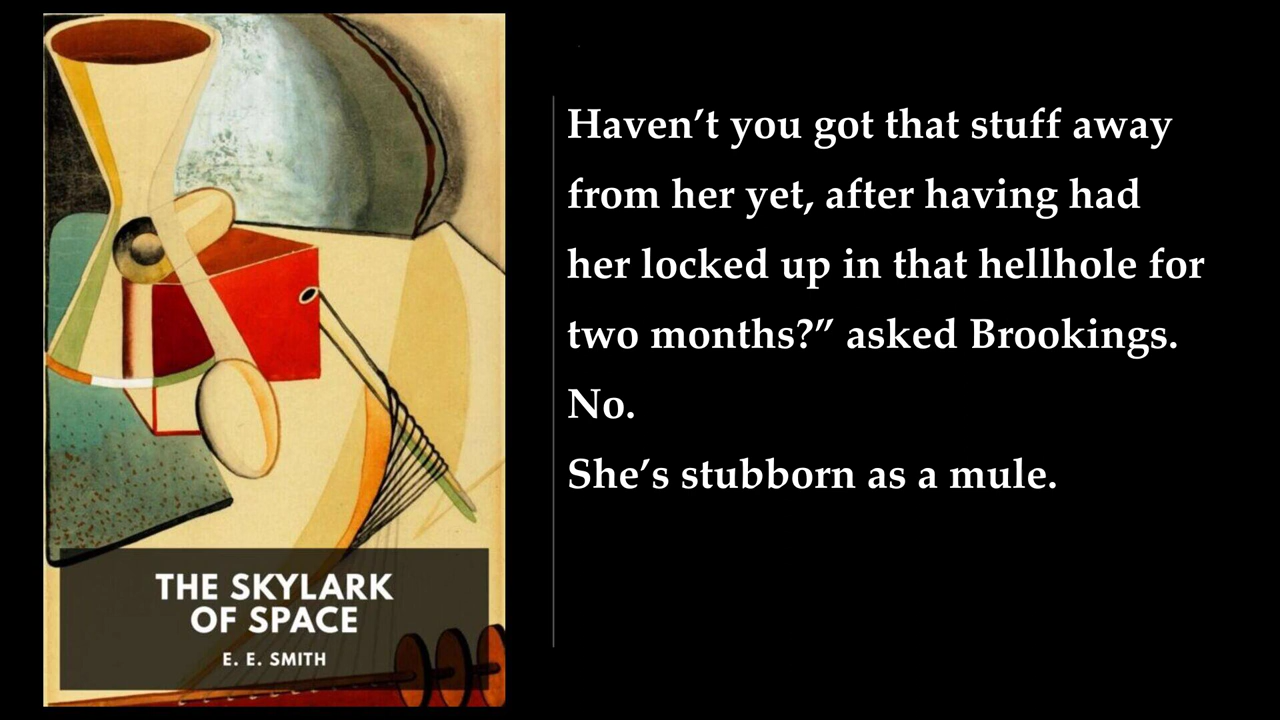 THE SKYLARK
OF SPACE
E. E. SMITH
Haven’t you got that stuff away
from her yet, after having had
her locked up in that hellhole for
two months?” asked Brookings.
No.
She’s stubborn as a mule.